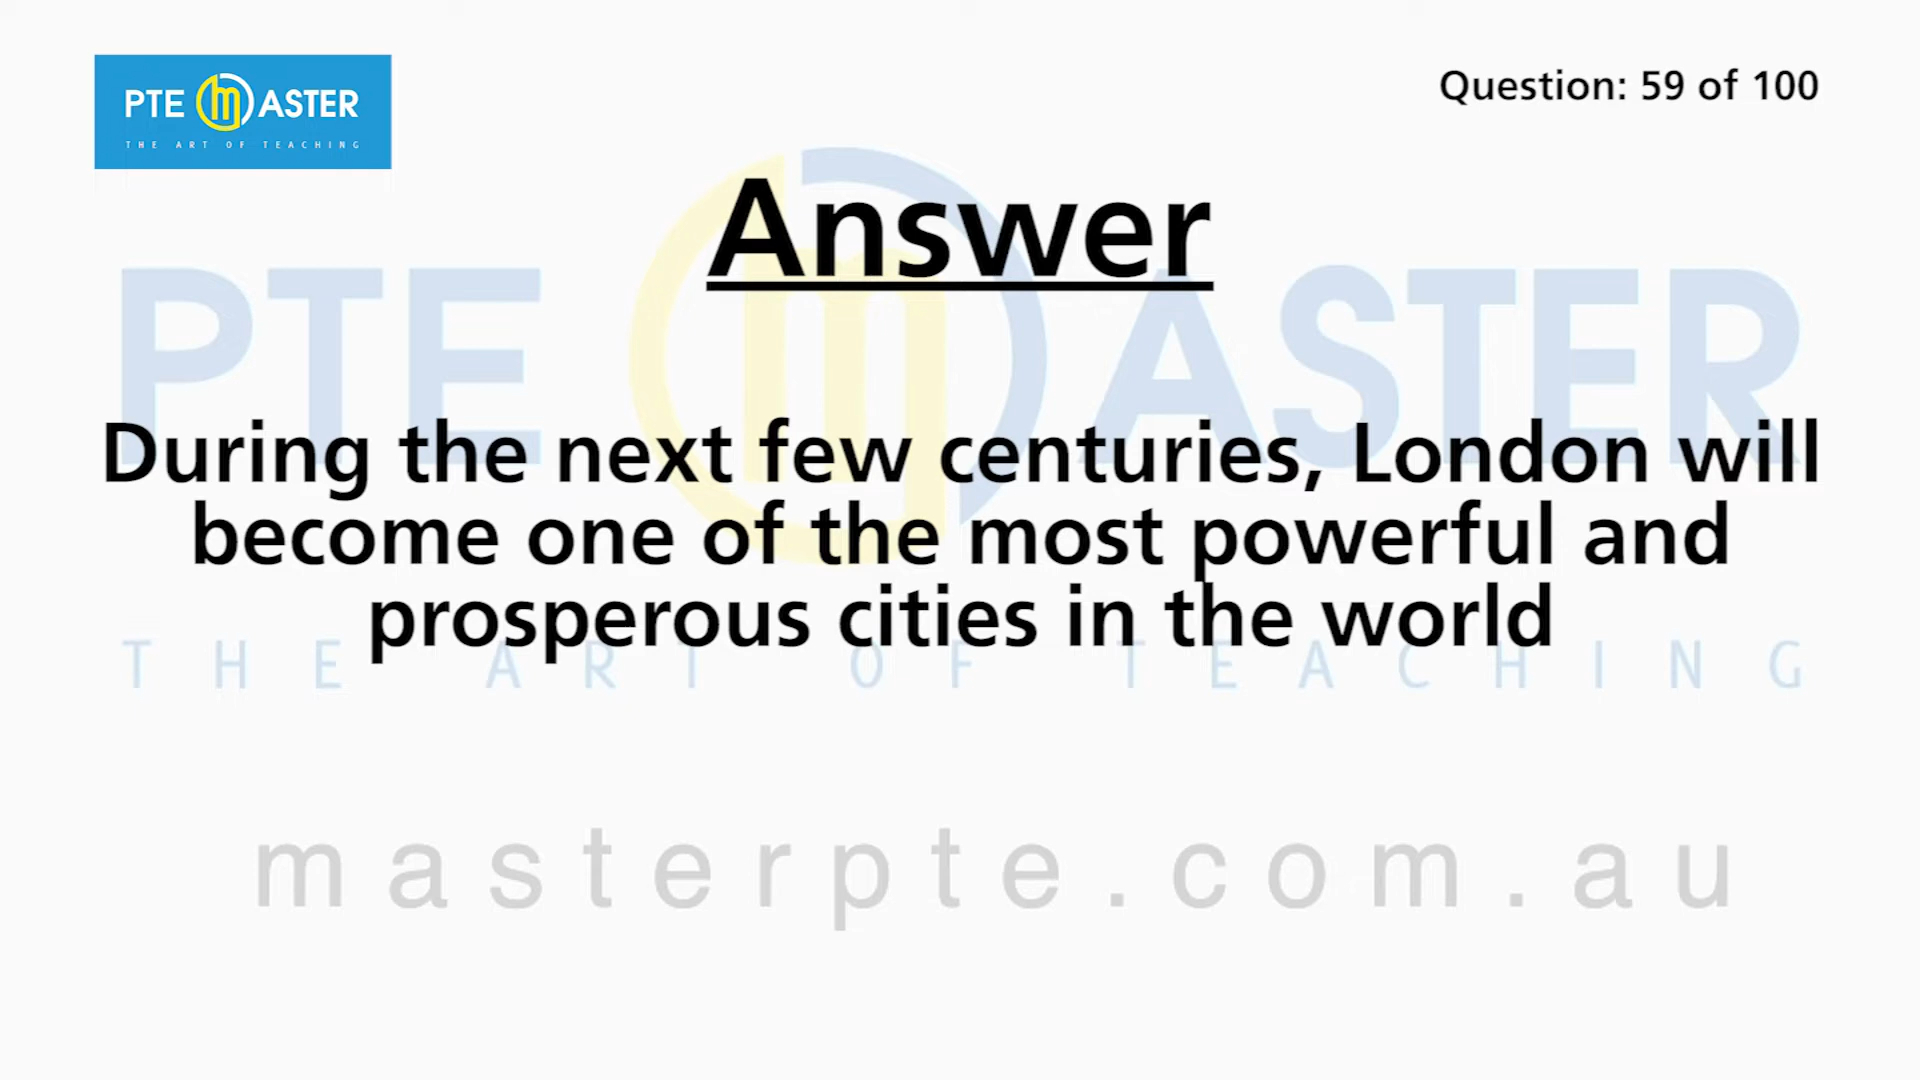 PTE MASTER
THE ART OF TEACHING
Question: 59 of 100
Answer
PTE MASTER
During the next few centuries, London will
become one of the most powerful and
prosperous cities in the world
THE ART OF TEACHING
masterpte.com.au